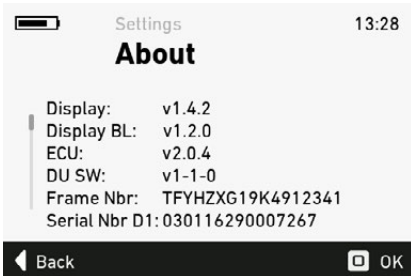 Settings
13:28
About
Display: v1.4.2
Display BL: v1.2.0
ECU: v2.0.4
DU SW: v1-1-0
Frame Nbr: TFYHZXG19K4912341
Serial Nbr D1: 030116290007267
Back
OK